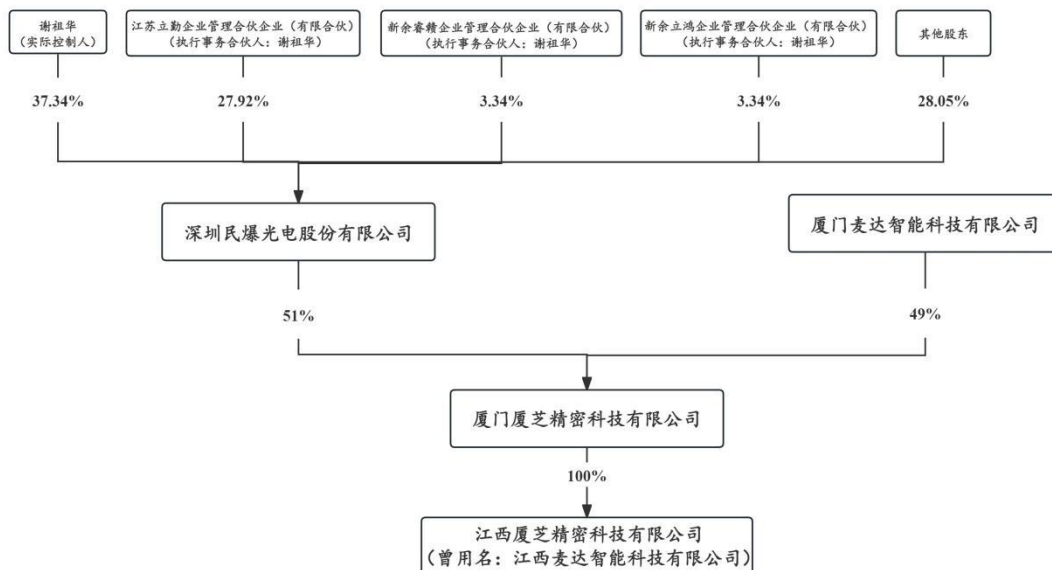 谢祖华
（实际控制人）
江苏立勤企业管理合伙企业（有限合伙）
（执行事务合伙人：谢祖华）
新余睿赣企业管理合伙企业（有限合伙）
（执行事务合伙人：谢祖华）
新余立鸿企业管理合伙企业（有限合伙）
（执行事务合伙人：谢祖华）
其他股东
37.34%
27.92%
3.34%
3.34%
28.05%
深圳民爆光电股份有限公司
厦门麦达智能科技有限公司
51%
49%
厦门厦芝精密科技有限公司
100%
江西厦芝精密科技有限公司
（曾用名：江西麦达智能科技有限公司）